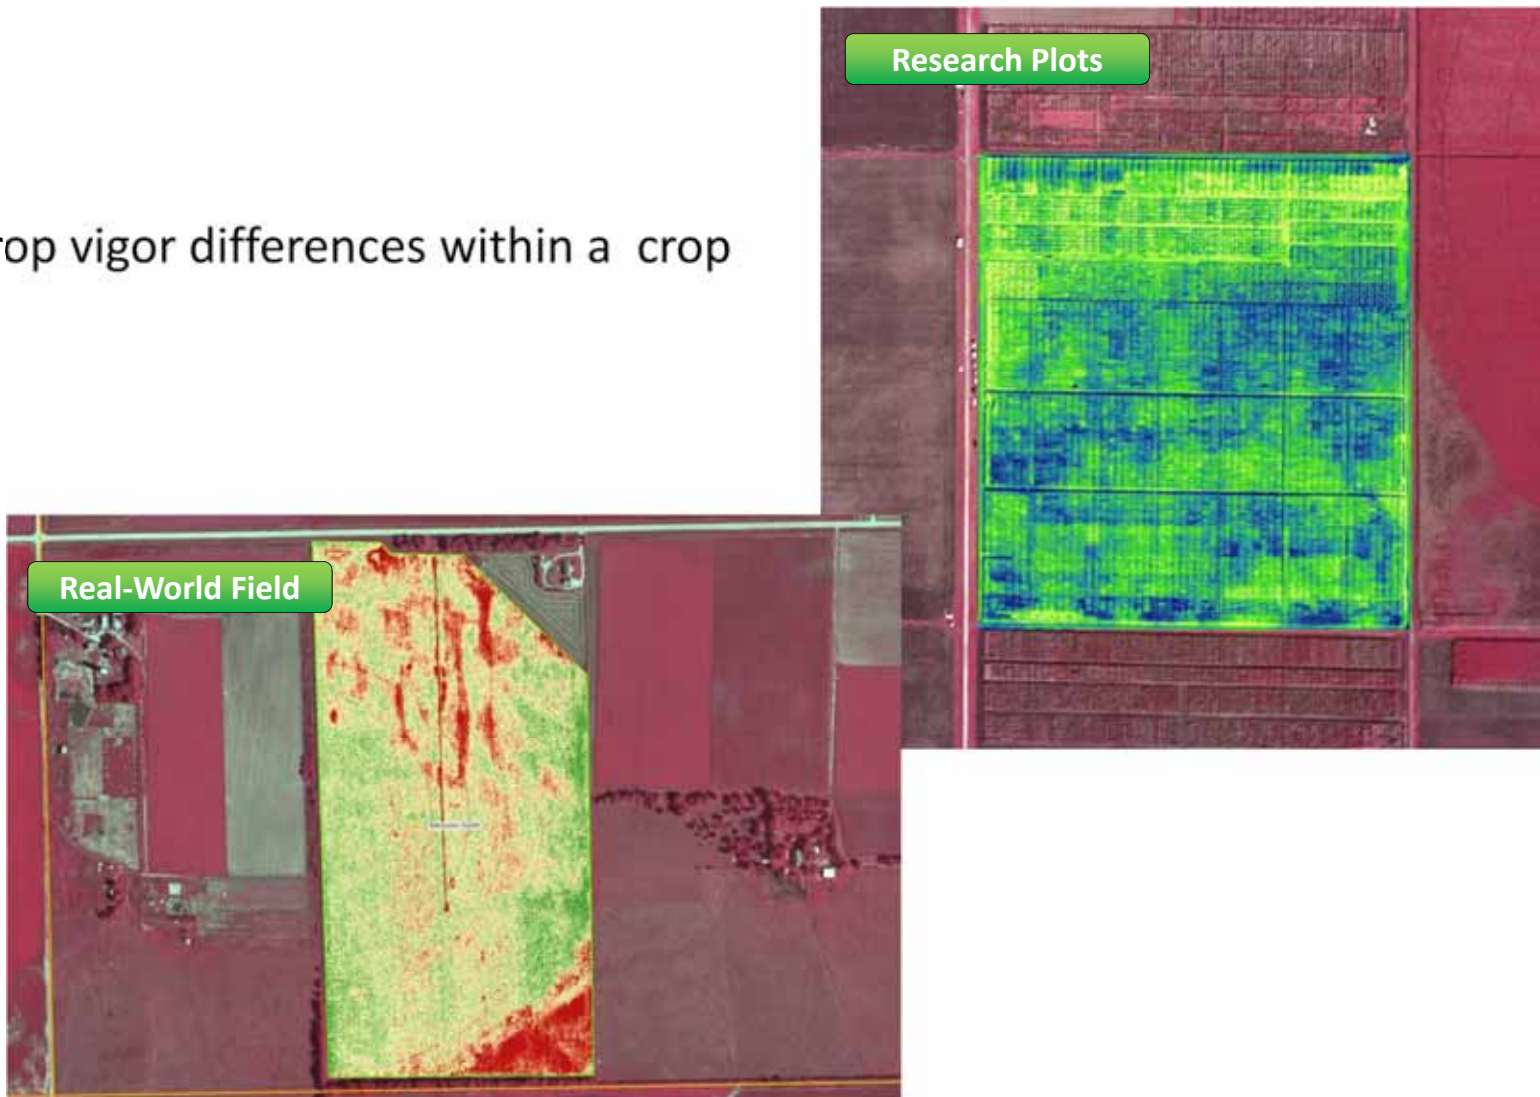 Research Plots
op vigor differences within a  crop
Real-World Field